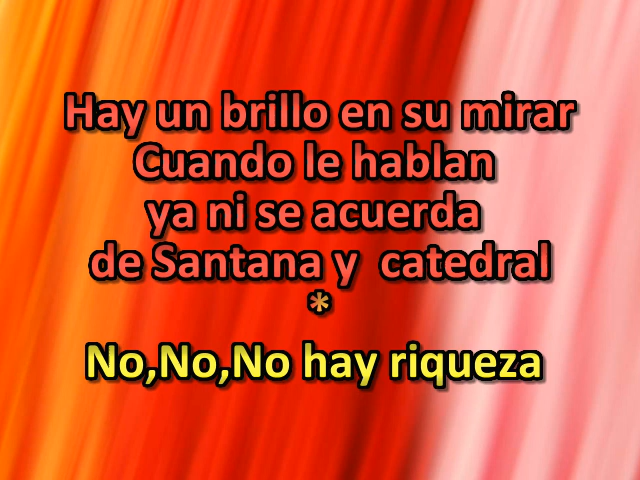 Hay un brillo en su mirar
Cuando le hablan
ya ni se acuerda
de Santana y  catedral
*
No,No,No hay riqueza